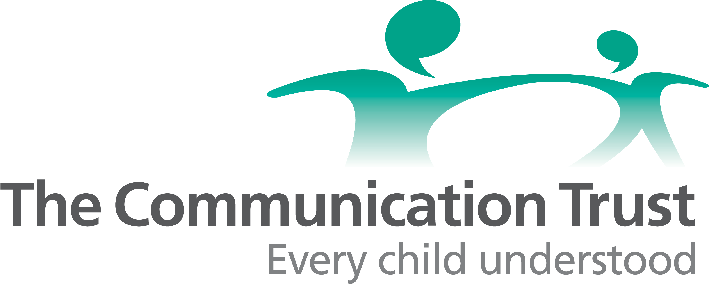 The Communication Trust
Every child understood